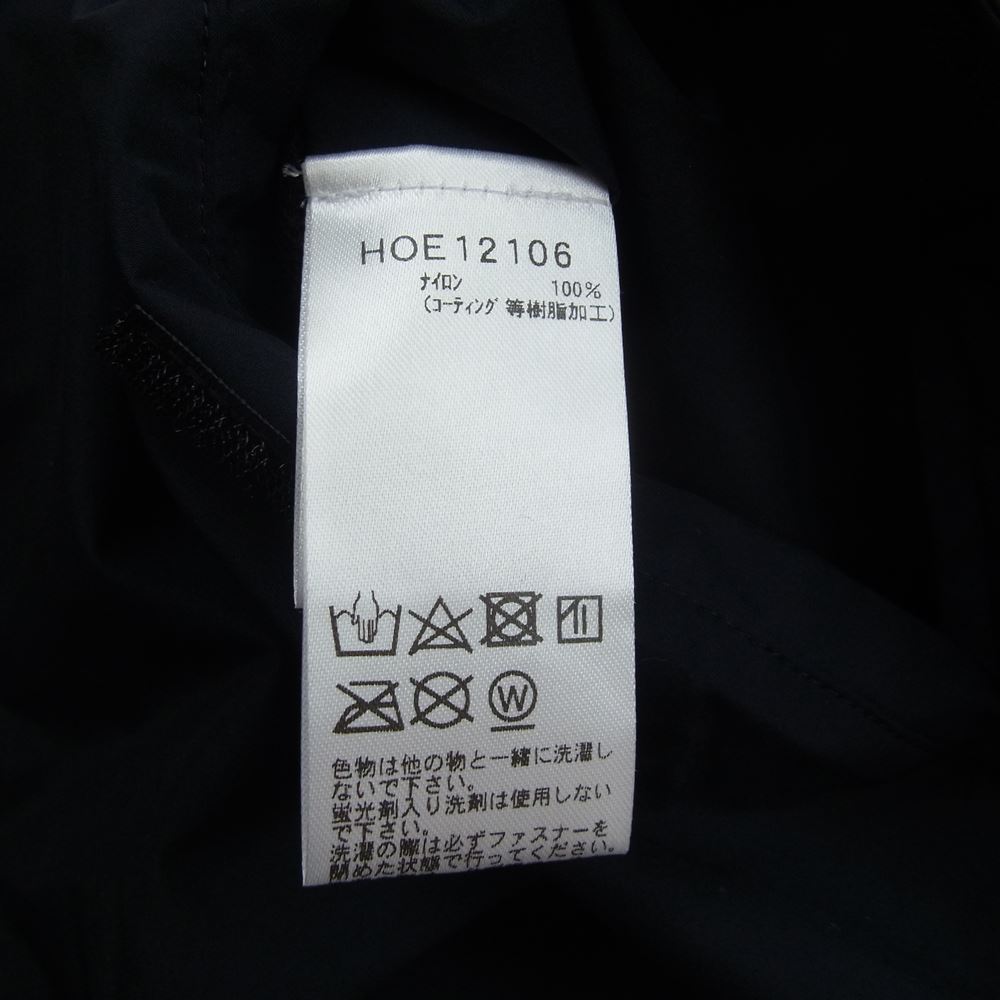 HOE12106
ナイロン 100%
(コーティング 等樹脂加工)
W
色物は他の物と一緒に洗濯し
ないで下さい。
蛍光剤入り洗剤は使用しない
で下さい。
洗濯の際は必ずファスナーを
閉めた状態で行ってください。